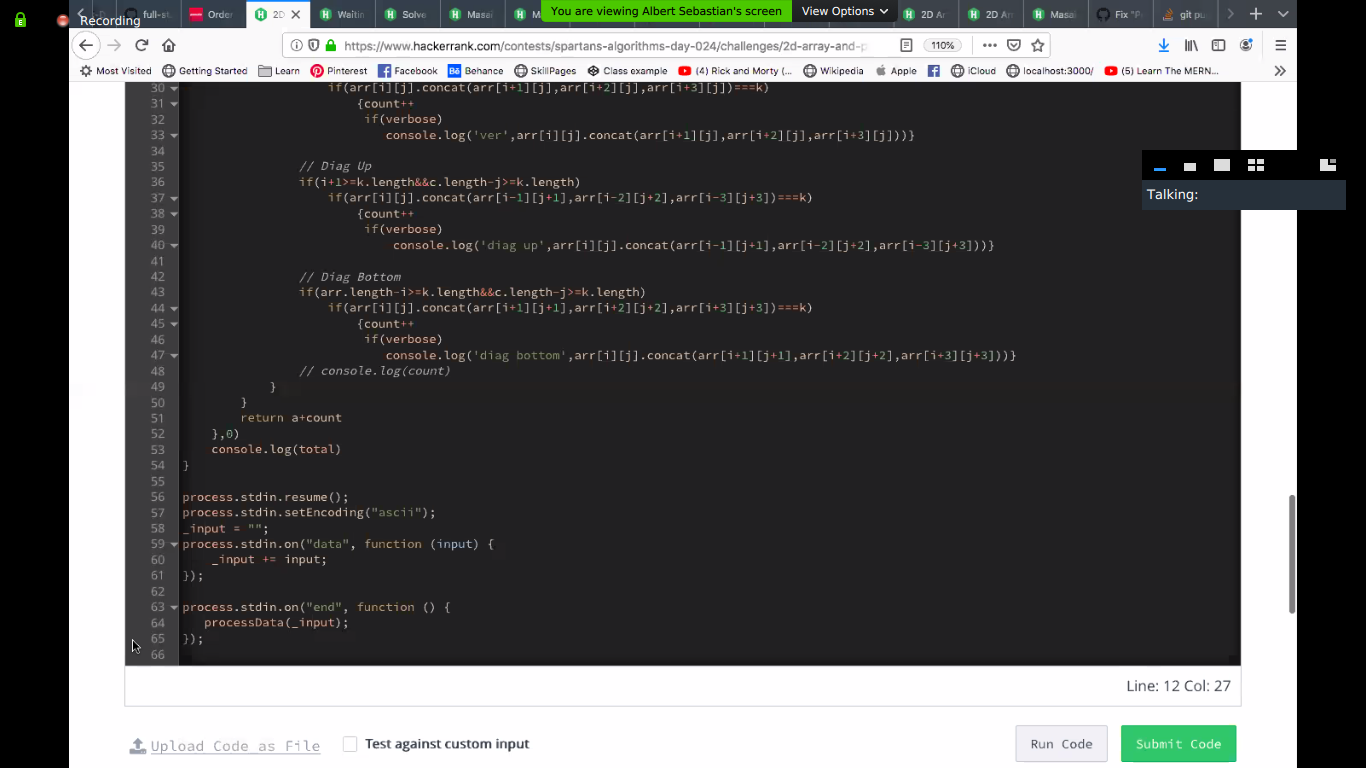 Recording
You are viewing Albert Sebastian's screen
View Options
full-st
Order
2D
Waitin
Solve
Masai
M
2D Ar
2D Ar
Masai
Fix "P
git pu
https://www.hackerrank.com/contests/spartans-algorithms-day-024/challenges/2d-array-and-p
110%
Most Visited
Getting Started
Learn
Pinterest
Facebook
Behance
SkillPages
Class example
(4) Rick and Morty (...
Wikipedia
Apple
iCloud
localhost:3000/
(5) Learn The MERN...
Talking:
30 if(arr[i][j].concat(arr[i+1][j],arr[i+2][j],arr[i+3][j])===k)
31 {count++
32 if(verbose)
33 console.log('ver',arr[i][j].concat(arr[i+1][j],arr[i+2][j],arr[i+3][j]))}
34
35 // Diag Up
36 if(i+1>=k.length&&c.length-j>=k.length)
37 if(arr[i][j].concat(arr[i-1][j+1],arr[i-2][j+2],arr[i-3][j+3])===k)
38 {count++
39 if(verbose)
40 console.log('diag up',arr[i][j].concat(arr[i-1][j+1],arr[i-2][j+2],arr[i-3][j+3]))}
41
42 // Diag Bottom
43 if(arr.length-i>=k.length&&c.length-j>=k.length)
44 if(arr[i][j].concat(arr[i+1][j+1],arr[i+2][j+2],arr[i+3][j+3])===k)
45 {count++
46 if(verbose)
47 console.log('diag bottom',arr[i][j].concat(arr[i+1][j+1],arr[i+2][j+2],arr[i+3][j+3]))}
48 // console.log(count)
49 }
50 }
51 return a+count
52 },0)
53 console.log(total)
54 }
55
56 process.stdin.resume();
57 process.stdin.setEncoding("ascii");
58 _input = "";
59 process.stdin.on("data", function (input) {
60 _input += input;
61 });
62
63 process.stdin.on("end", function () {
64 processData(_input);
65 });
66
Line: 12 Col: 27
Upload Code as File
Test against custom input
Run Code
Submit Code